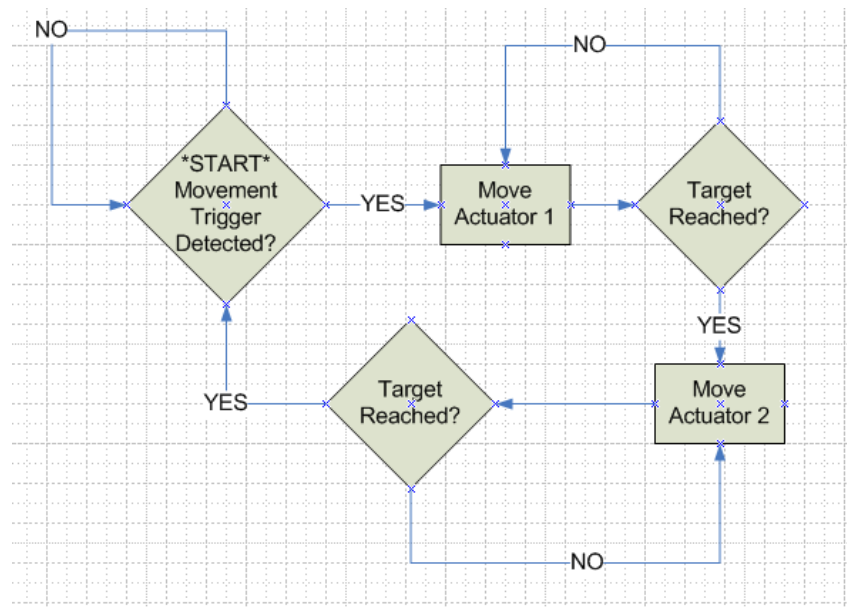 NO
*START*
Movement
Trigger
Detected?
YES
Move
Actuator 1
NO
Target
Reached?
YES
Move
Actuator 2
Target
Reached?
NO
YES